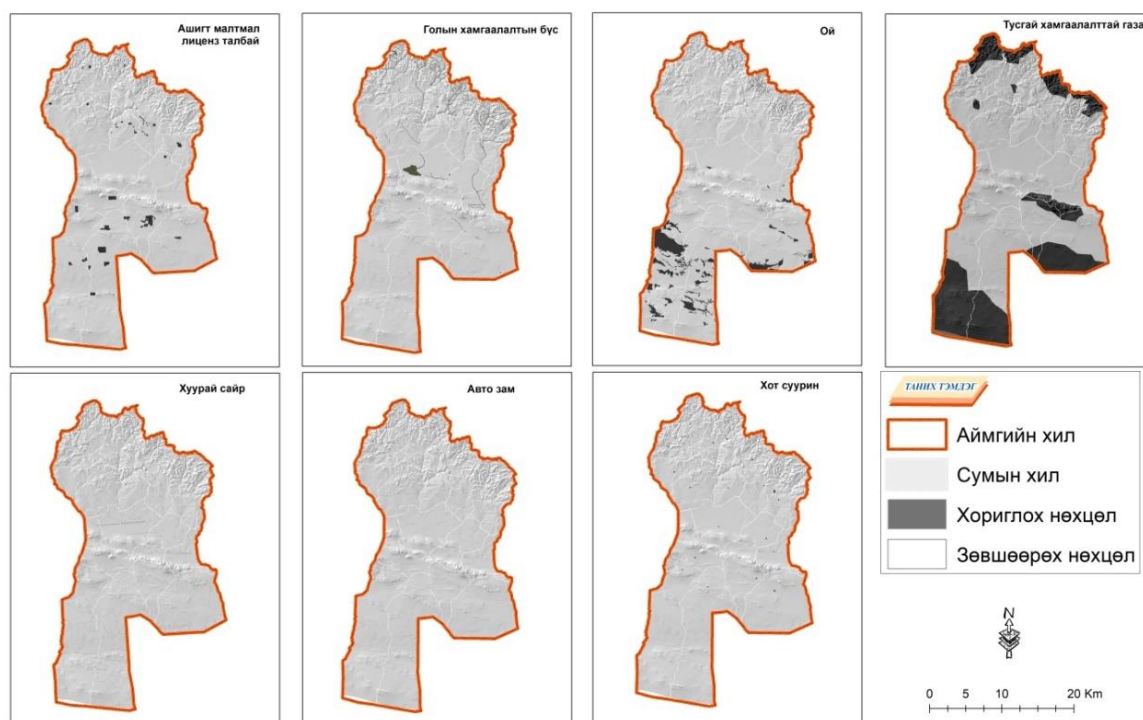 Ашигт малтмал
лиценз талбай
Голын хамгаалалтын бүс
Ой
Тусгай хамгаалалттай газа
Хуурай сайр
Авто зам
Хот суурин
ТАНИХ ТЭМДЭГ
Аймгийн хил
Сумын хил
Хориглох нөхцөл
Зөвшөөрөх нөхцөл
N
0 5 10 20 Km